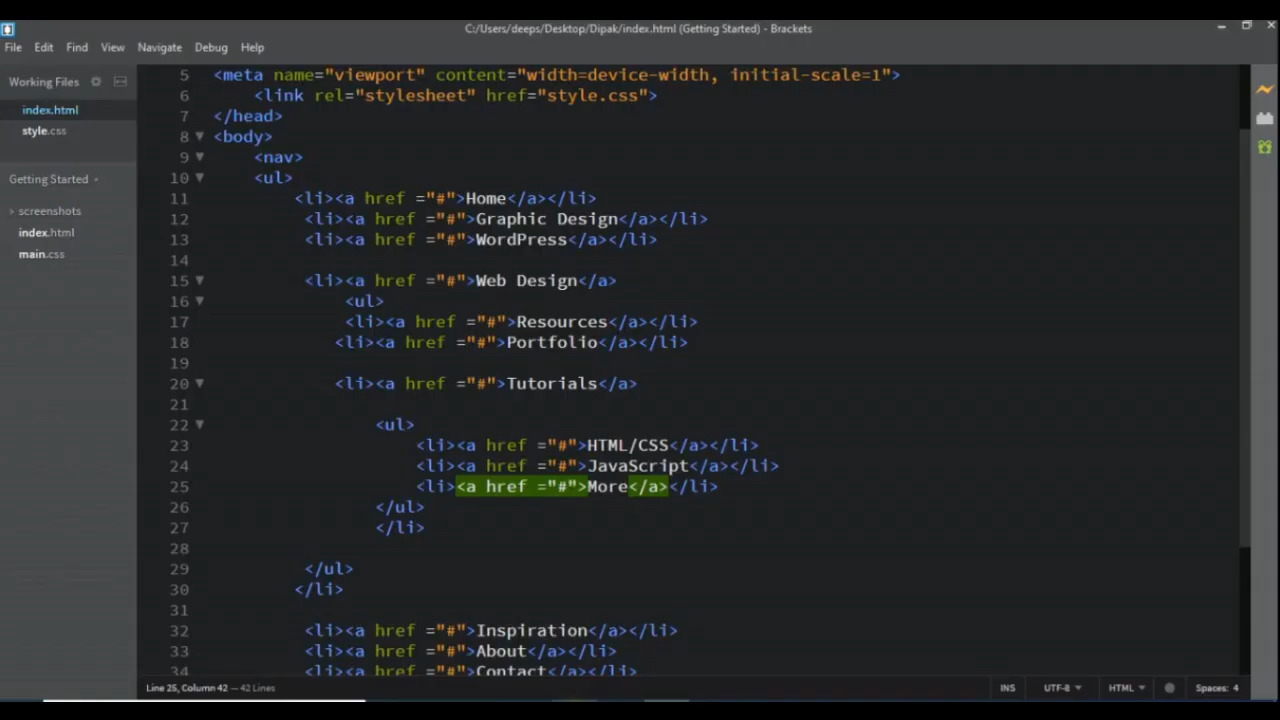 C:/Users/deeps/Desktop/Dipak/index.html (Getting Started) - Brackets
File Edit Find View Navigate Debug Help
Working Files
index.html
style.css
Getting Started
screenshots
index.html
main.css
5 <meta name="viewport" content="width=device-width, initial-scale=1">
6 <link rel="stylesheet" href="style.css">
7 </head>
8 <body>
9 <nav>
10 <ul>
11 <li><a href ="#">Home</a></li>
12 <li><a href ="#">Graphic Design</a></li>
13 <li><a href ="#">WordPress</a></li>
14
15 <li><a href ="#">Web Design</a>
16 <ul>
17 <li><a href ="#">Resources</a></li>
18 <li><a href ="#">Portfolio</a></li>
19
20 <li><a href ="#">Tutorials</a>
21
22 <ul>
23 <li><a href ="#">HTML/CSS</a></li>
24 <li><a href ="#">JavaScript</a></li>
25 <li><a href ="#">More</a></li>
26 </ul>
27 </li>
28
29 </ul>
30 </li>
31
32 <li><a href ="#">Inspiration</a></li>
33 <li><a href ="#">About</a></li>
34 <li><a href ="#">Contact</a></li>
Line 25, Column 42 — 42 Lines INS UTF-8 HTML Spaces: 4